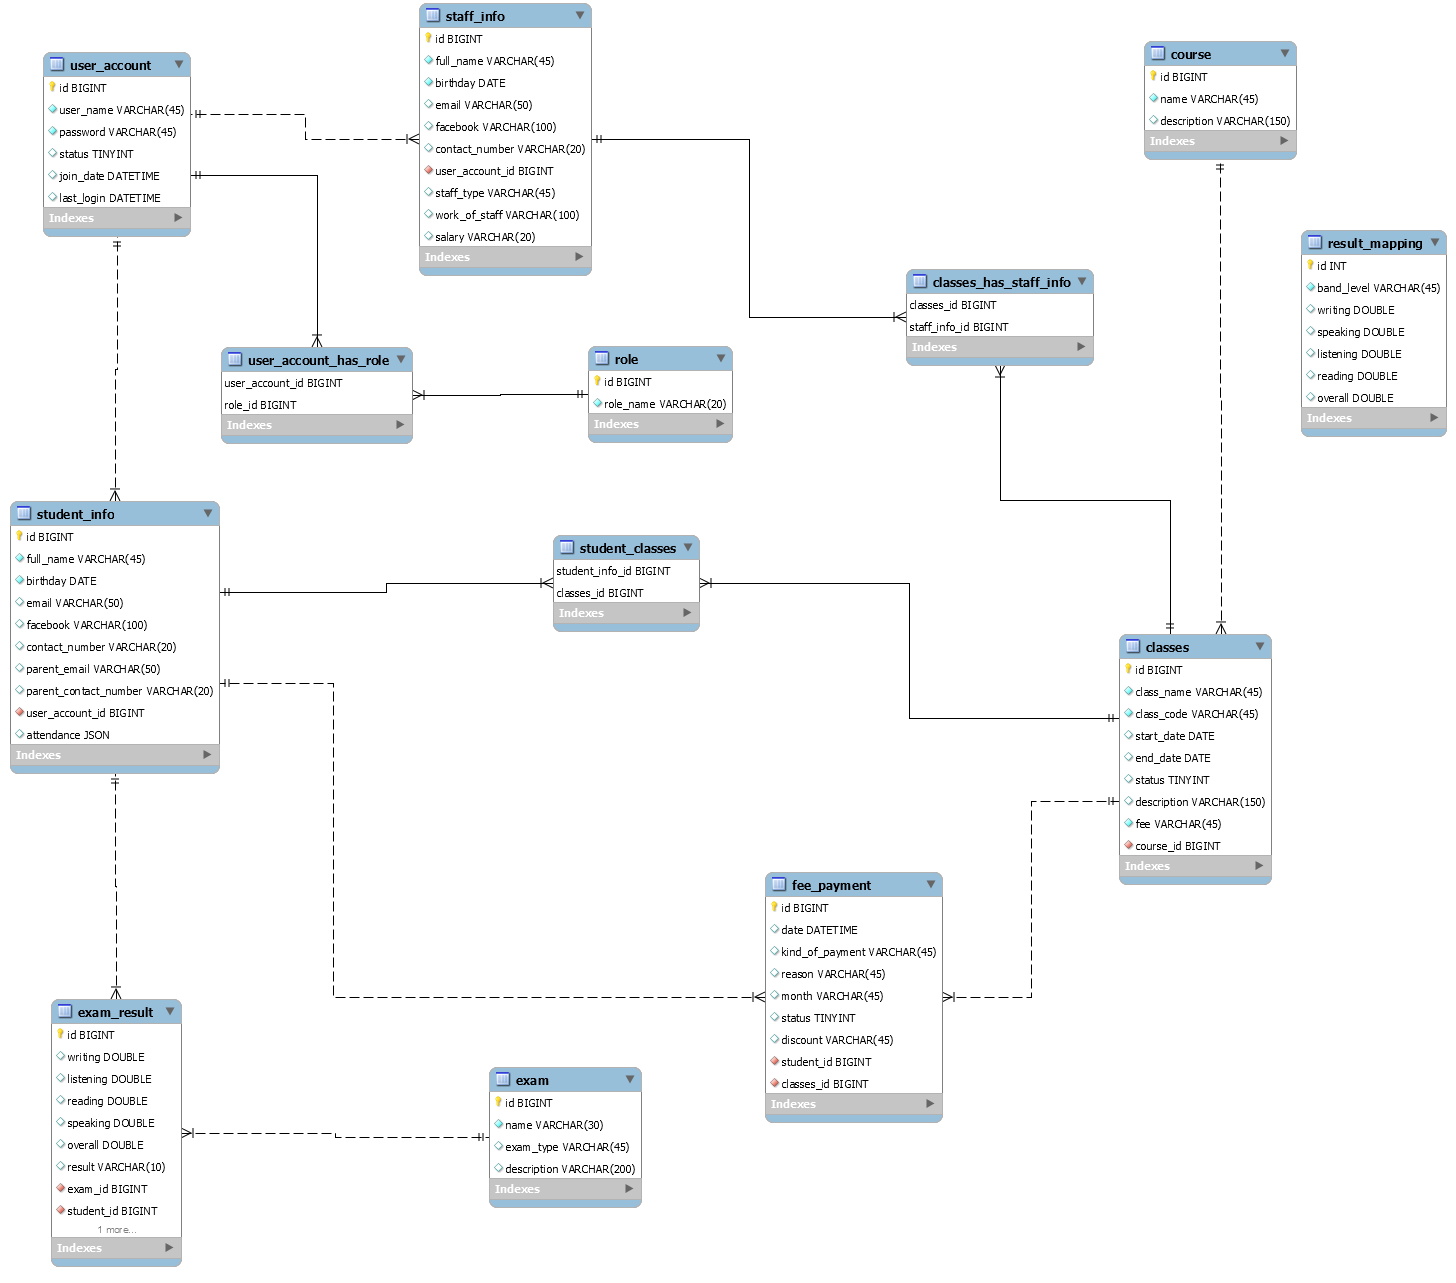 staff_info
id BIGINT
full_name VARCHAR(45)
birthday DATE
email VARCHAR(50)
facebook VARCHAR(100)
contact_number VARCHAR(20)
user_account_id BIGINT
staff_type VARCHAR(45)
work_of_staff VARCHAR(100)
salary VARCHAR(20)
Indexes
user_account
id BIGINT
user_name VARCHAR(45)
password VARCHAR(45)
status TINYINT
join_date DATETIME
last_login DATETIME
Indexes
course
id BIGINT
name VARCHAR(45)
description VARCHAR(150)
Indexes
result_mapping
id INT
band_level VARCHAR(45)
writing DOUBLE
speaking DOUBLE
listening DOUBLE
reading DOUBLE
overall DOUBLE
Indexes
classes_has_staff_info
classes_id BIGINT
staff_info_id BIGINT
Indexes
user_account_has_role
user_account_id BIGINT
role_id BIGINT
Indexes
role
id BIGINT
role_name VARCHAR(20)
Indexes
student_info
id BIGINT
full_name VARCHAR(45)
birthday DATE
email VARCHAR(50)
facebook VARCHAR(100)
contact_number VARCHAR(20)
parent_email VARCHAR(50)
parent_contact_number VARCHAR(20)
user_account_id BIGINT
attendance JSON
Indexes
student_classes
student_info_id BIGINT
classes_id BIGINT
Indexes
classes
id BIGINT
class_name VARCHAR(45)
class_code VARCHAR(45)
start_date DATE
end_date DATE
status TINYINT
description VARCHAR(150)
fee VARCHAR(45)
course_id BIGINT
Indexes
fee_payment
id BIGINT
date DATETIME
kind_of_payment VARCHAR(45)
reason VARCHAR(45)
month VARCHAR(45)
status TINYINT
discount VARCHAR(45)
student_id BIGINT
classes_id BIGINT
Indexes
exam_result
id BIGINT
writing DOUBLE
listening DOUBLE
reading DOUBLE
speaking DOUBLE
overall DOUBLE
result VARCHAR(10)
exam_id BIGINT
student_id BIGINT
1 more...
Indexes
exam
id BIGINT
name VARCHAR(30)
exam_type VARCHAR(45)
description VARCHAR(200)
Indexes